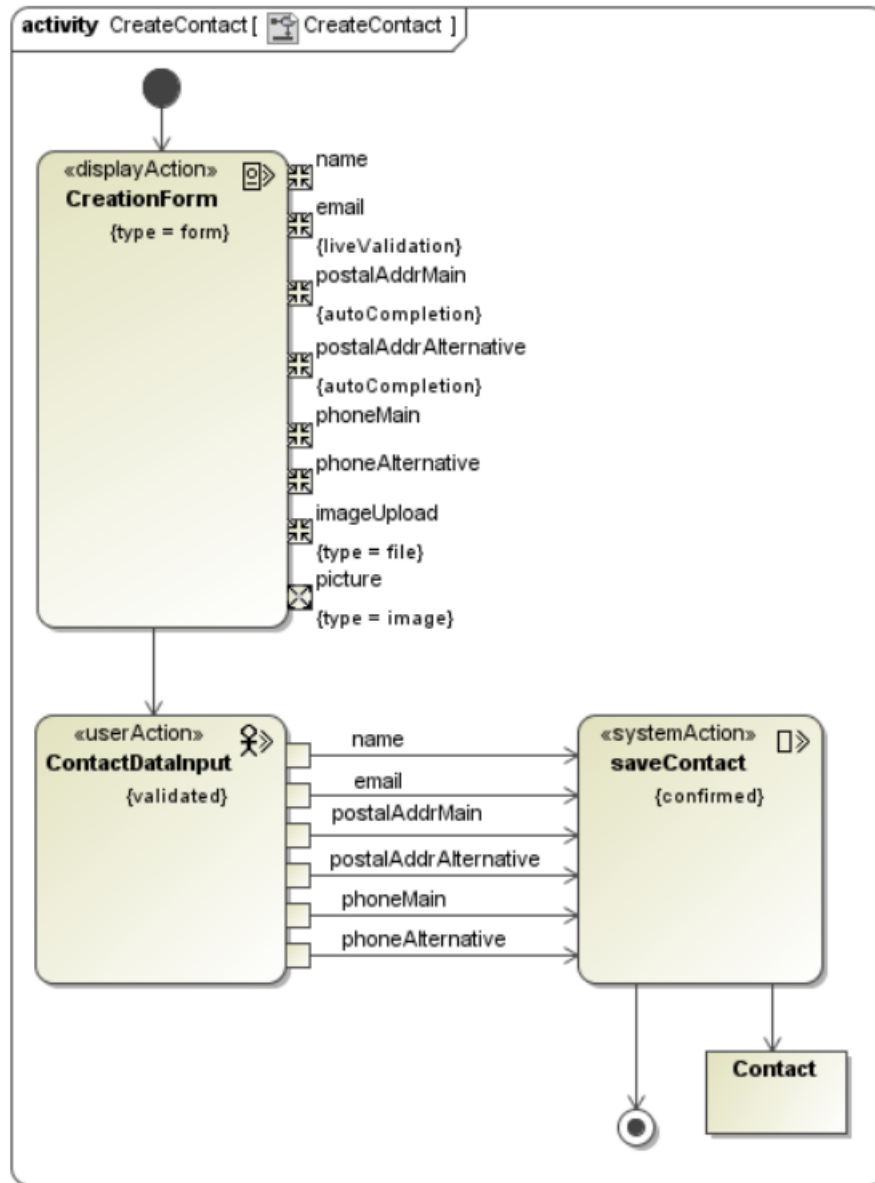 activity CreateContact [ CreateContact ]
«displayAction»
CreationForm
{type = form}
name
email
{liveValidation}
postalAddrMain
{autoCompletion}
postalAddrAlternative
{autoCompletion}
phoneMain
phoneAlternative
imageUpload
{type = file}
picture
{type = image}
«userAction»
ContactDataInput
{validated}
name
email
postalAddrMain
postalAddrAlternative
phoneMain
phoneAlternative
«systemAction»
saveContact
{confirmed}
Contact